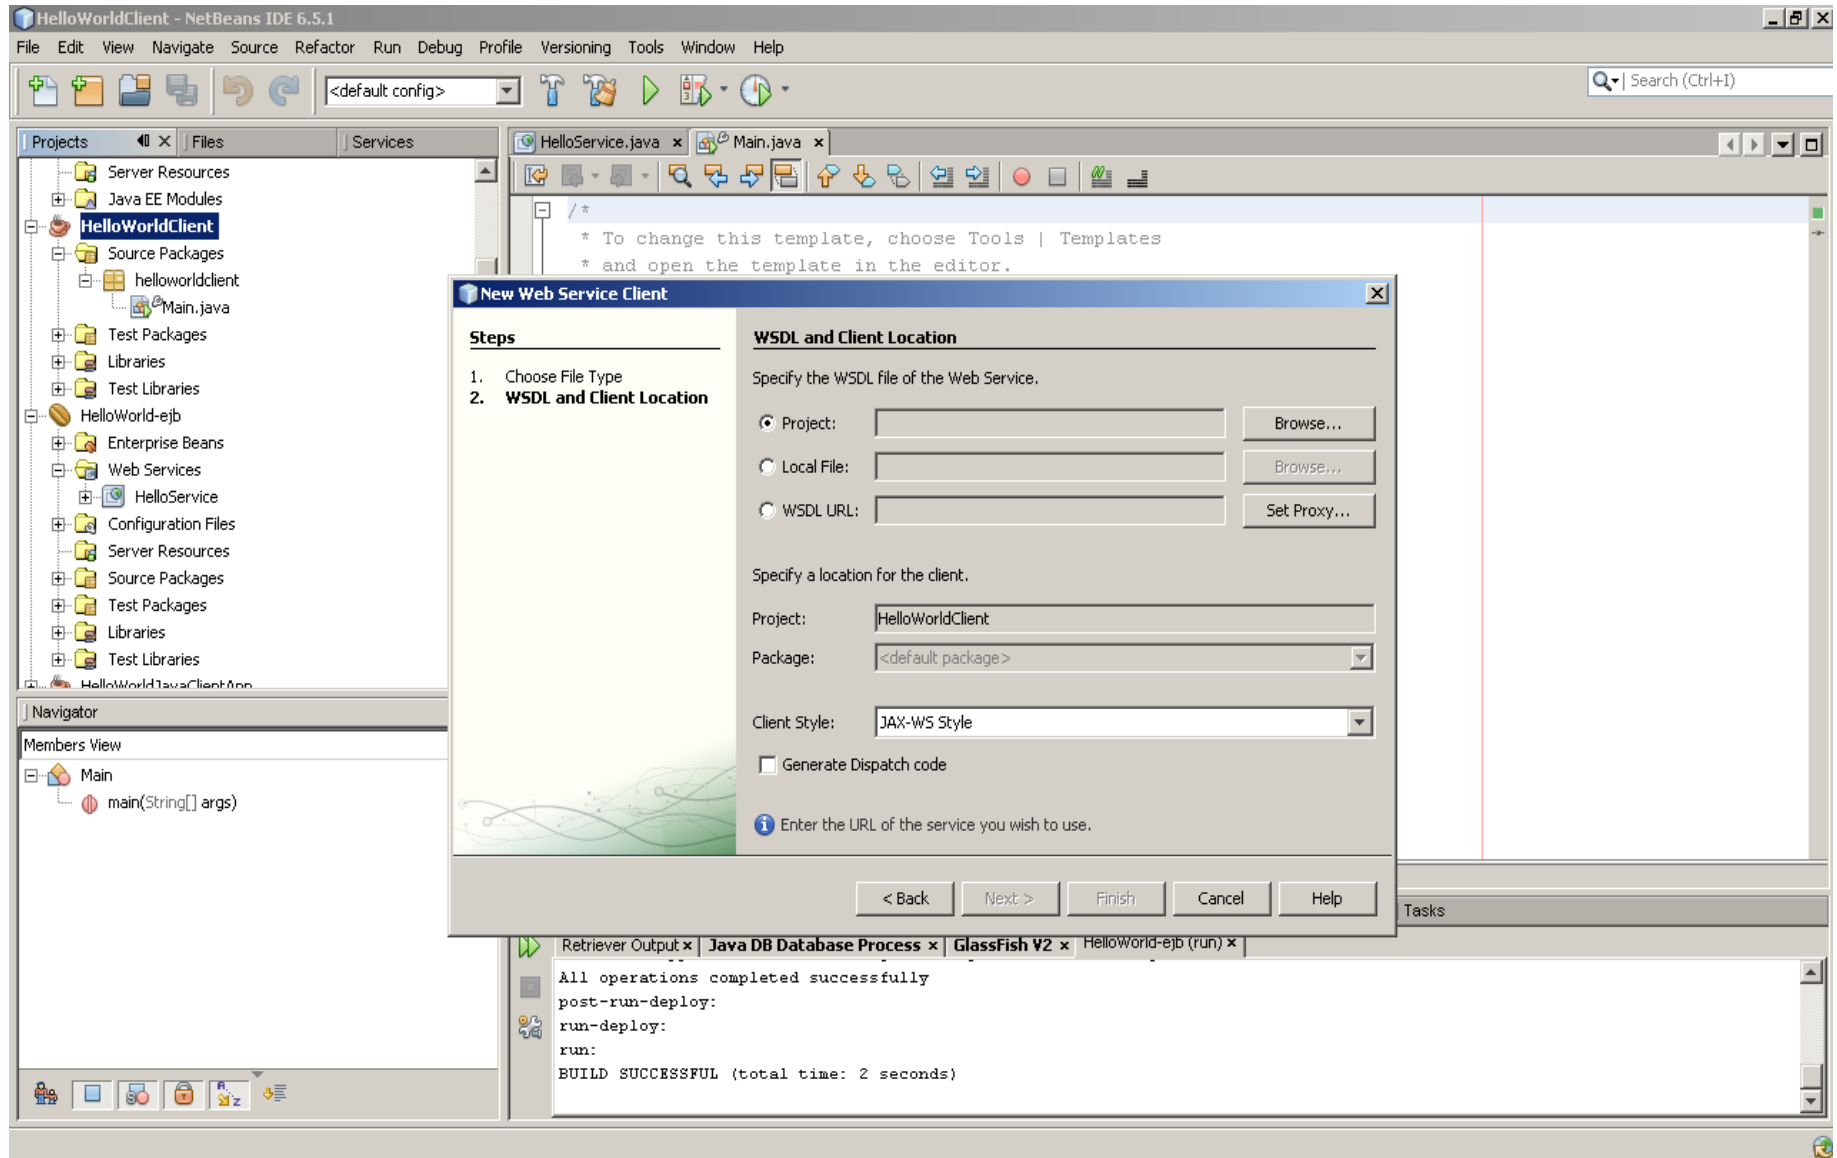 HelloWorldClient - NetBeans IDE 6.5.1
File Edit View Navigate Source Refactor Run Debug Profile Versioning Tools Window Help
<default config>
Search (Ctrl+I)
Projects Files Services
HelloService.java Main.java
Server Resources
Java EE Modules
HelloWorldClient
Source Packages
helloworldclient
Main.java
Test Packages
Libraries
Test Libraries
HelloWorld-ejb
Enterprise Beans
Web Services
HelloService
Configuration Files
Server Resources
Source Packages
Test Packages
Libraries
Test Libraries
HelloWorldJavaClientApp
/*
* To change this template, choose Tools | Templates
* and open the template in the editor.
New Web Service Client
Steps
1. Choose File Type
2. WSDL and Client Location
WSDL and Client Location
Specify the WSDL file of the Web Service.
Project: Browse...
Local File: Browse...
WSDL URL: Set Proxy...
Specify a location for the client.
Project: HelloWorldClient
Package: <default package>
Client Style: JAX-WS Style
Generate Dispatch code
Enter the URL of the service you wish to use.
< Back Next > Finish Cancel Help
Navigator
Members View
Main
main(String[] args)
Tasks
Retriever Output Java DB Database Process GlassFish V2 HelloWorld-ejb (run)
All operations completed successfully
post-run-deploy:
run-deploy:
run:
BUILD SUCCESSFUL (total time: 2 seconds)